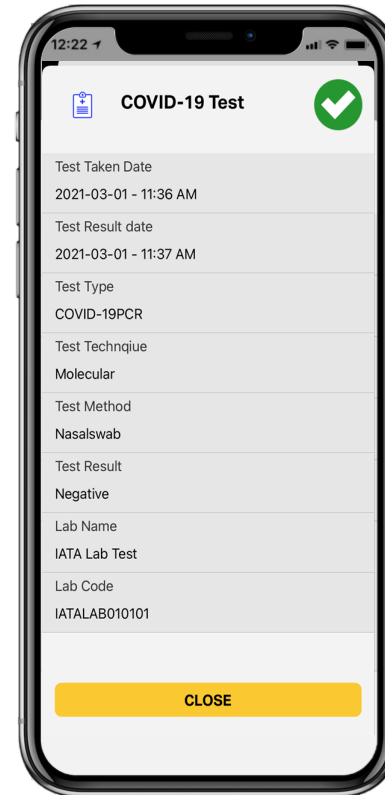 12:22
COVID-19 Test
Test Taken Date
2021-03-01 - 11:36 AM
Test Result date
2021-03-01 - 11:37 AM
Test Type
COVID-19PCR
Test Technqiue
Molecular
Test Method
Nasalswab
Test Result
Negative
Lab Name
IATA Lab Test
Lab Code
IATALAB010101
CLOSE